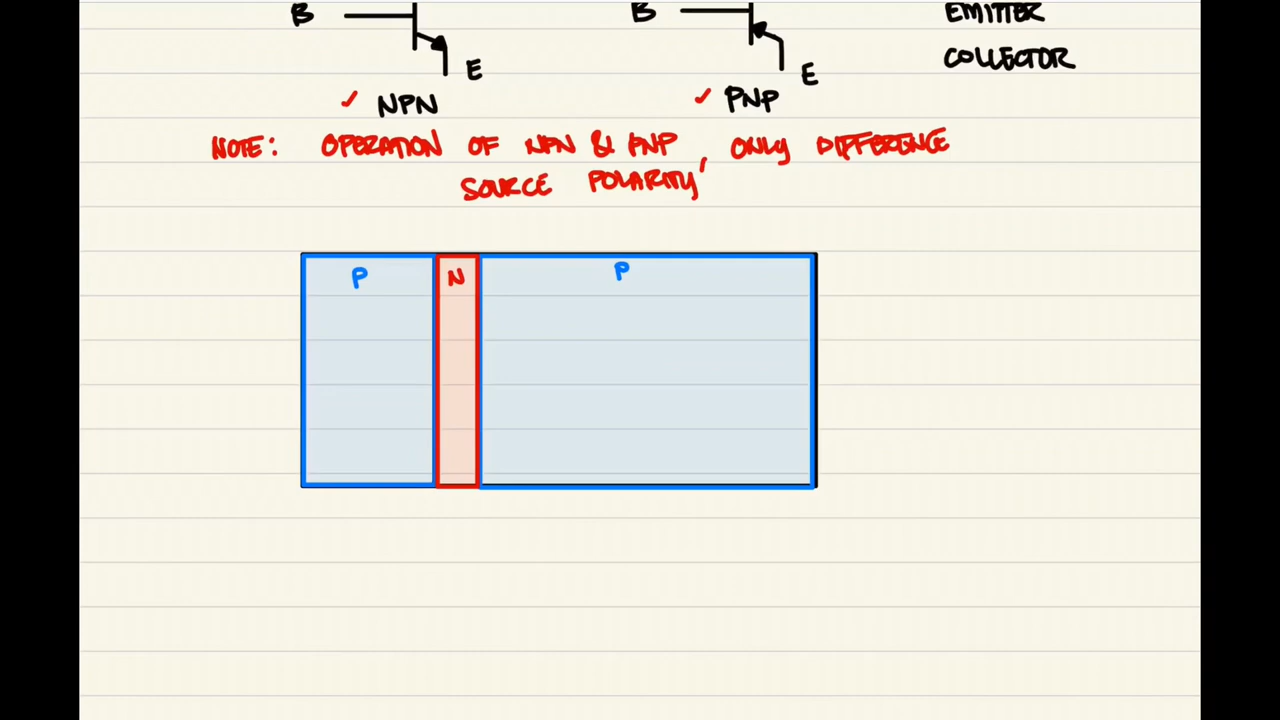 B
B
EMITTER
E
E
COLLECTOR
NPN
PNP
NOTE: OPERATION OF NPN & PNP, ONLY DIFFERENCE
SOURCE POLARITY
P
N
P